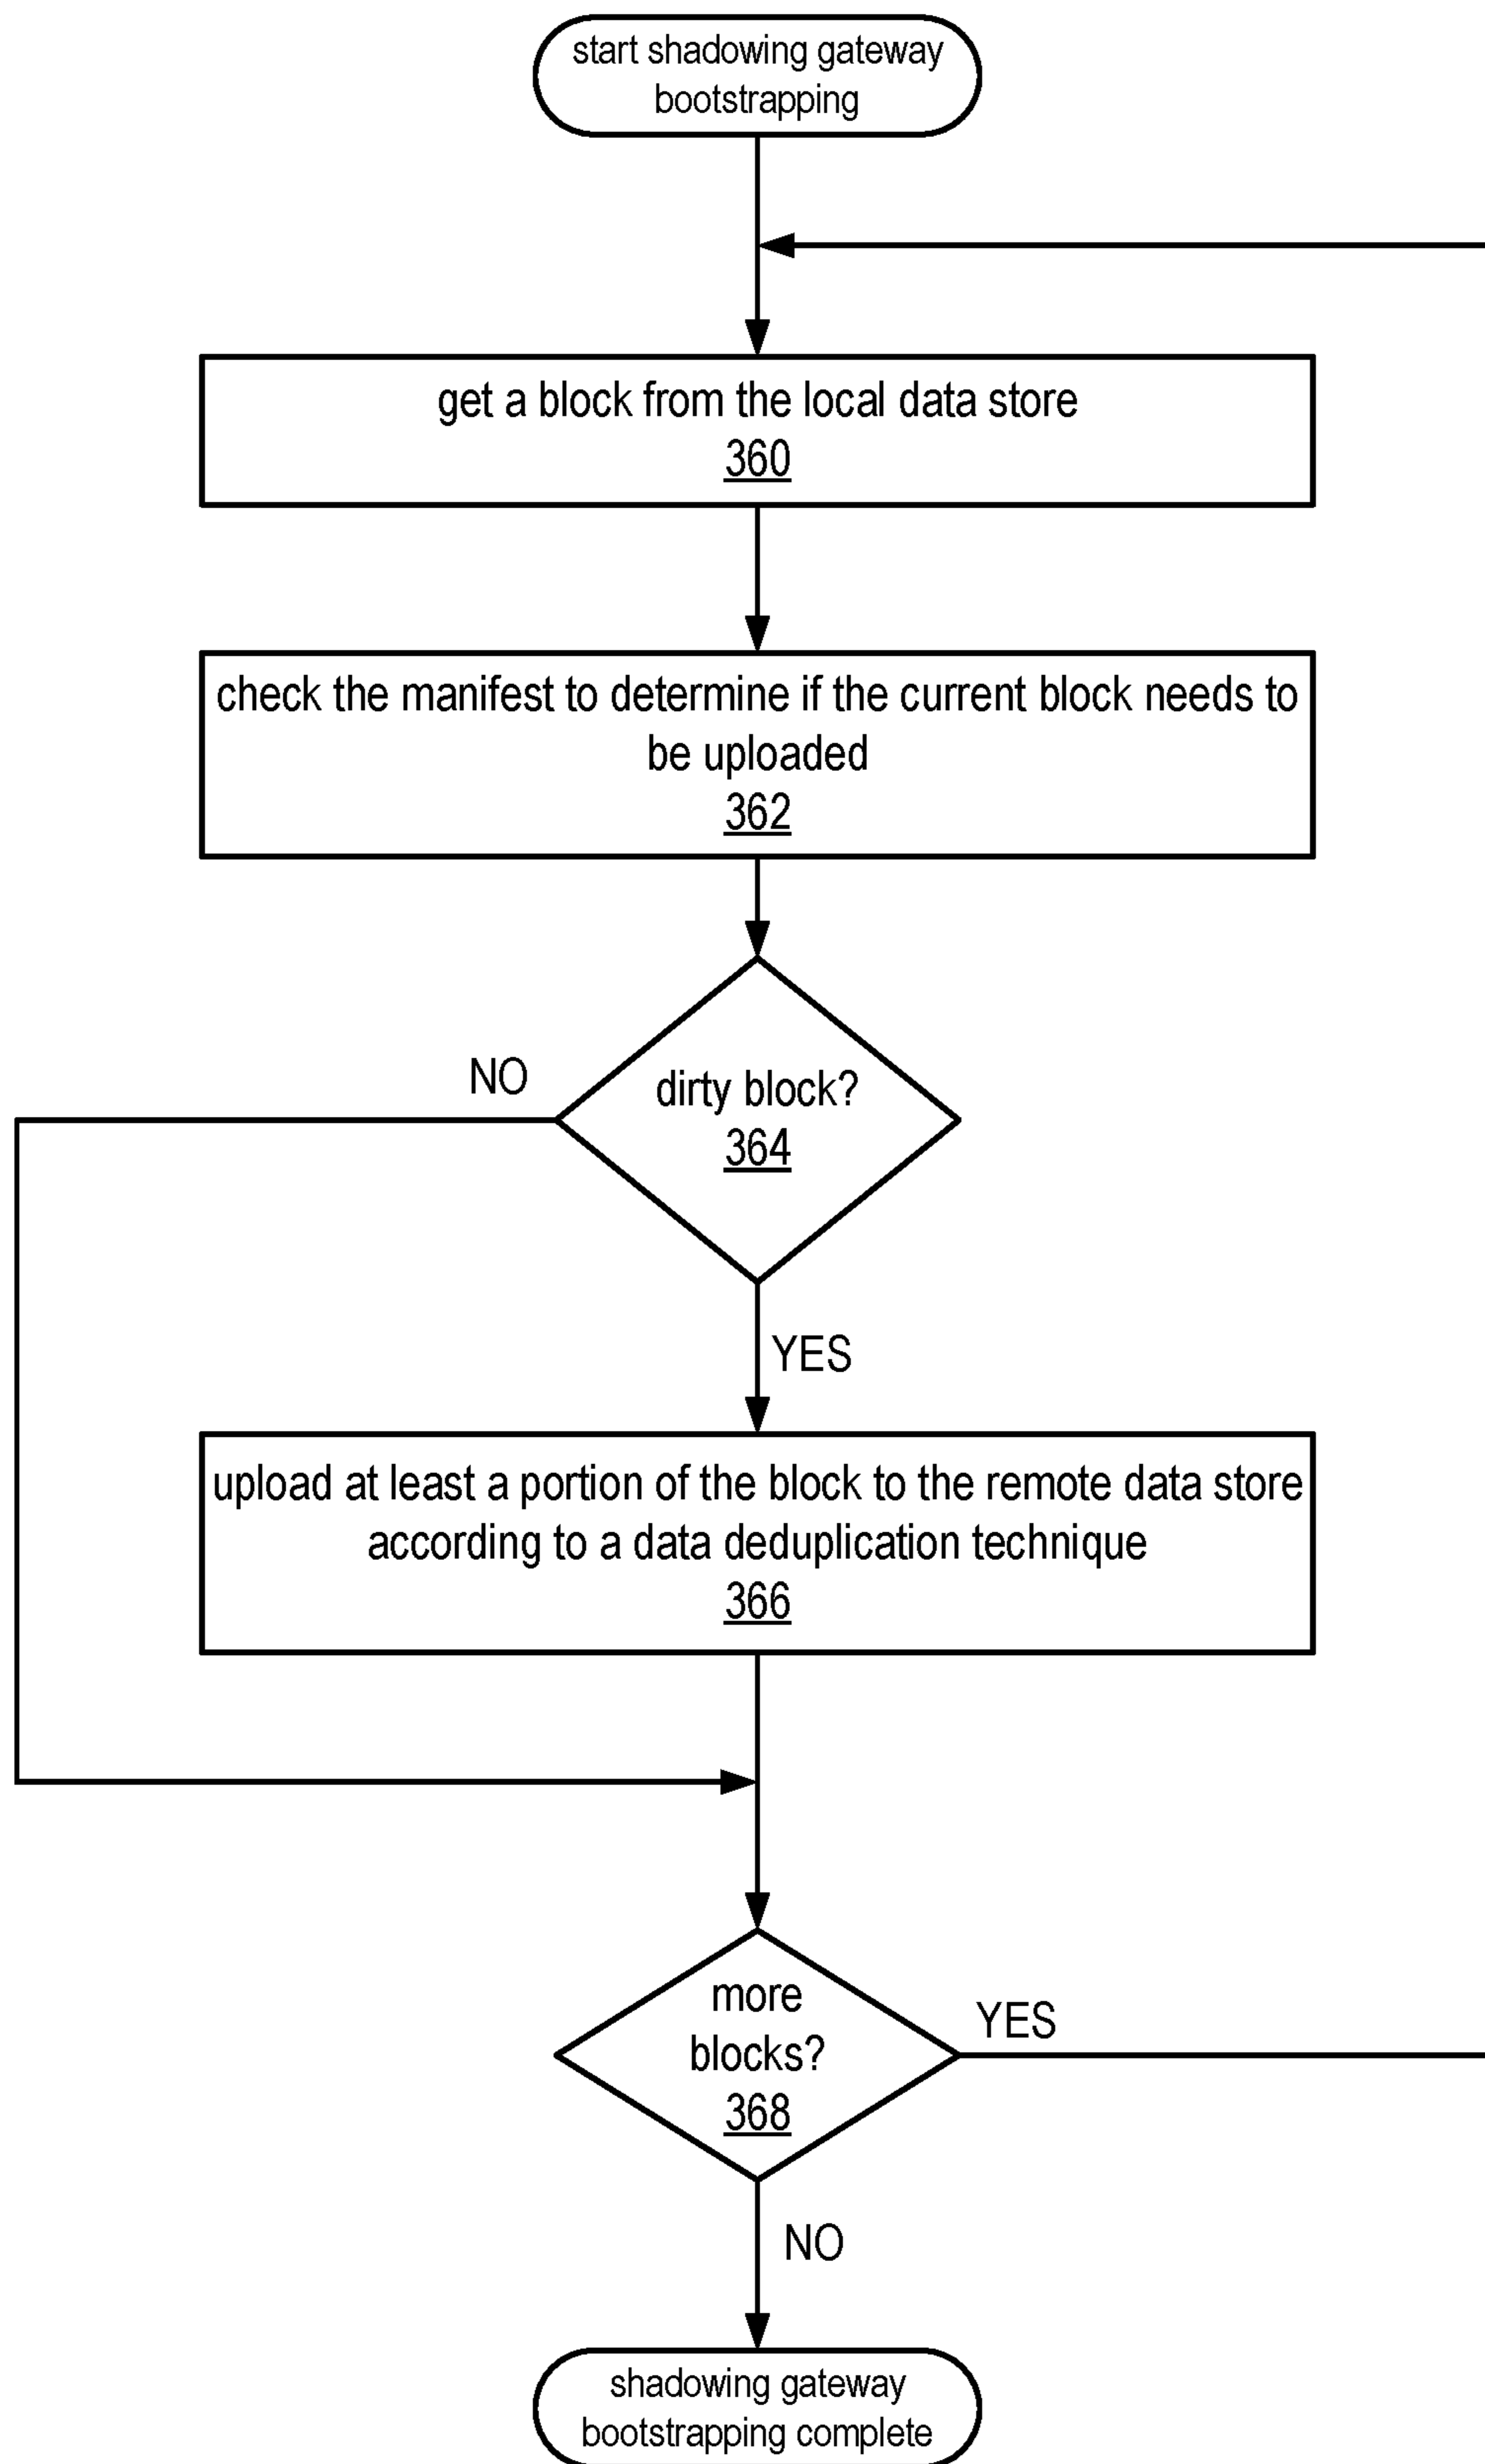 start shadowing gateway
bootstrapping
get a block from the local data store
360
check the manifest to determine if the current block needs to
be uploaded
362
NO
dirty block?
364
YES
upload at least a portion of the block to the remote data store
according to a data deduplication technique
366
more
blocks?
368
YES
NO
shadowing gateway
bootstrapping complete